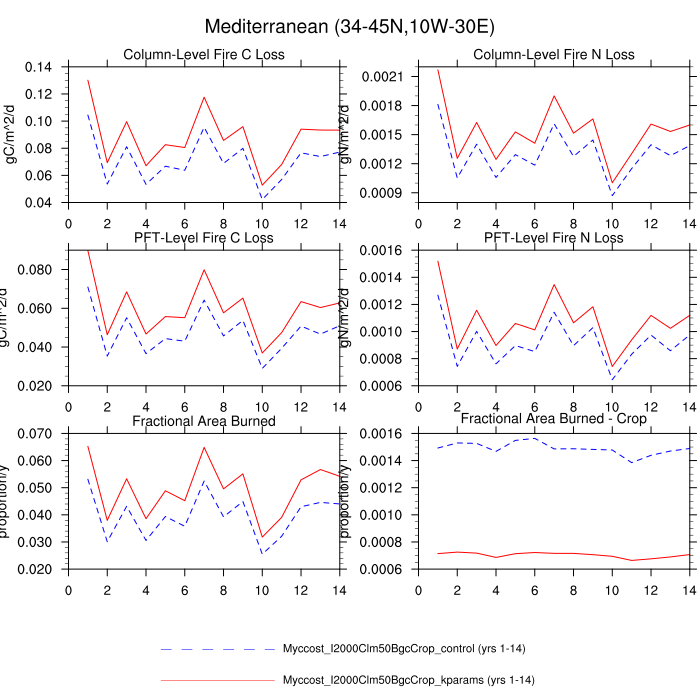 Mediterranean (34-45N,10W-30E)
Column-Level Fire C Loss
Column-Level Fire N Loss
gC/m^2/d
0.14
0.12
0.10
0.08
0.06
0.04
0 2 4 6 8 10 12 14
gN/m^2/d
0.0021
0.0018
0.0015
0.0012
0.0009
0 2 4 6 8 10 12 14
PFT-Level Fire C Loss
PFT-Level Fire N Loss
gC/m^2/d
0.080
0.060
0.040
0.020
0 2 4 6 8 10 12 14
gN/m^2/d
0.0016
0.0014
0.0012
0.0010
0.0008
0.0006
0 2 4 6 8 10 12 14
Fractional Area Burned
Fractional Area Burned - Crop
proportion/y
0.070
0.060
0.050
0.040
0.030
0.020
0 2 4 6 8 10 12 14
proportion/y
0.0016
0.0014
0.0012
0.0010
0.0008
0.0006
0 2 4 6 8 10 12 14
Myccost_I2000Clm50BgcCrop_control (yrs 1-14)
Myccost_I2000Clm50BgcCrop_kparams (yrs 1-14)